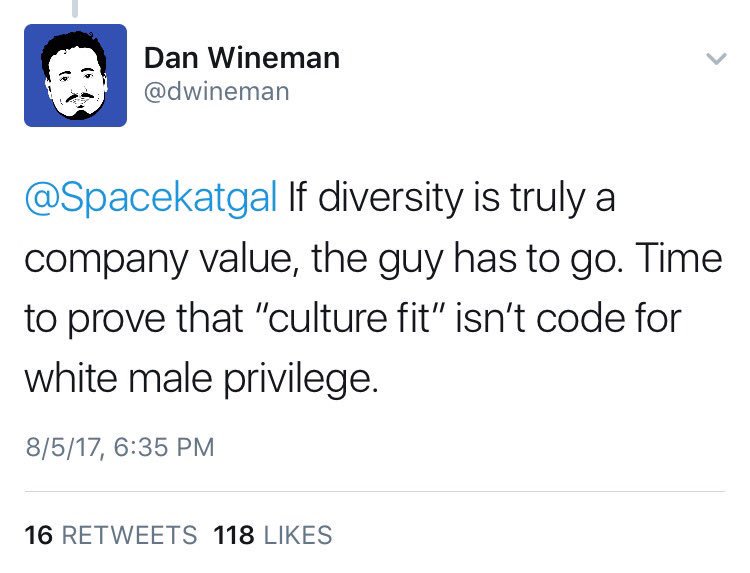 Dan Wineman
@dwineman
@Spacekatgal If diversity is truly a
company value, the guy has to go. Time
to prove that “culture fit” isn’t code for
white male privilege.
8/5/17, 6:35 PM
16 RETWEETS 118 LIKES